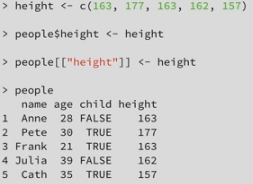 > height <- c(163, 177, 163, 162, 157)
> people$height <- height
> people[["height"]] <- height
> people
name age child height
1 Anne 28 FALSE 163
2 Pete 30 TRUE 177
3 Frank 21 TRUE 163
4 Julia 39 FALSE 162
5 Cath 35 TRUE 157